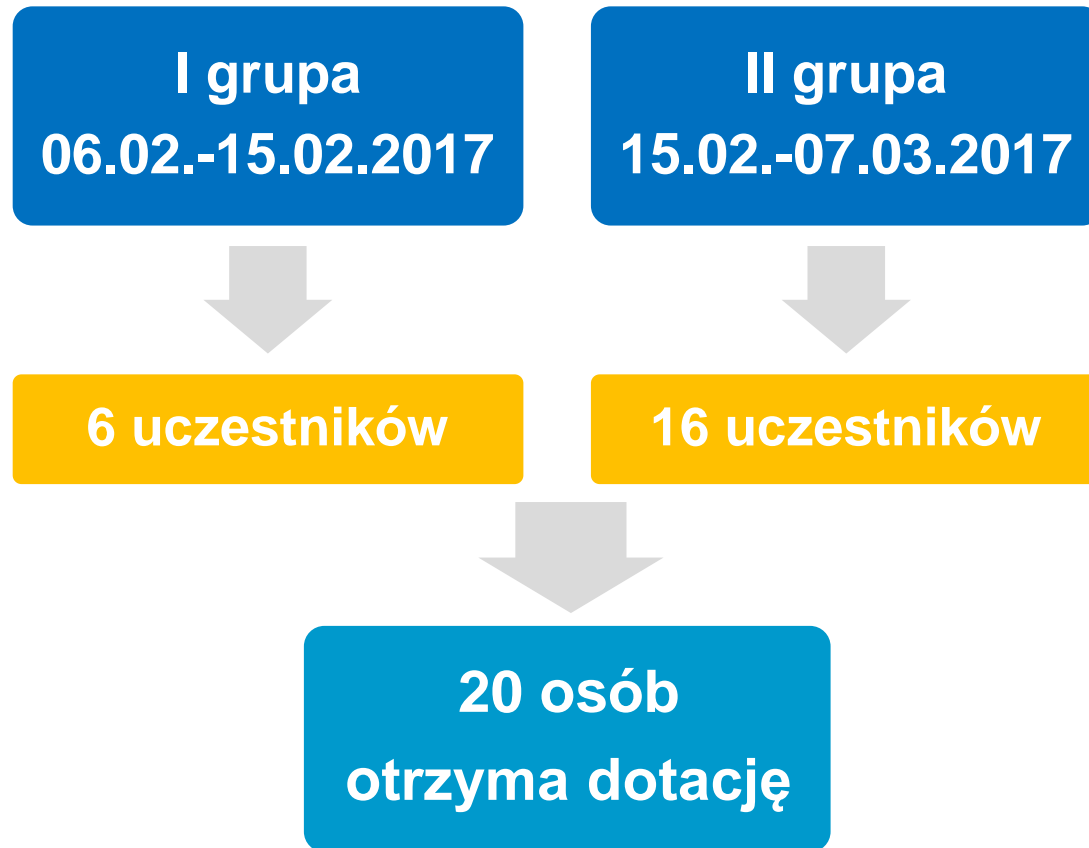 I grupa
06.02.-15.02.2017
II grupa
15.02.-07.03.2017
6 uczestników
16 uczestników
20 osób
otrzyma dotację